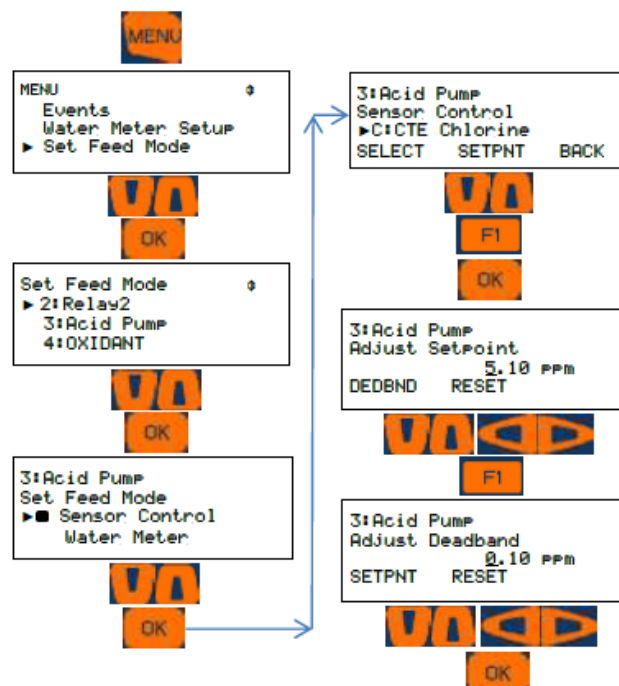 MENU
MENU
Events
Water Meter Setup
Set Feed Mode
OK
Set Feed Mode
2:Relay2
3:Acid Pump
4:OXIDANT
OK
3:Acid Pump
Set Feed Mode
Sensor Control
Water Meter
OK
3:Acid Pump
Sensor Control
C:CTE Chlorine
SELECT SETPNT BACK
F1
OK
3:Acid Pump
Adjust Setpoint
5.10 ppm
DEDBND RESET
F1
3:Acid Pump
Adjust Deadband
0.10 ppm
SETPNT RESET
OK